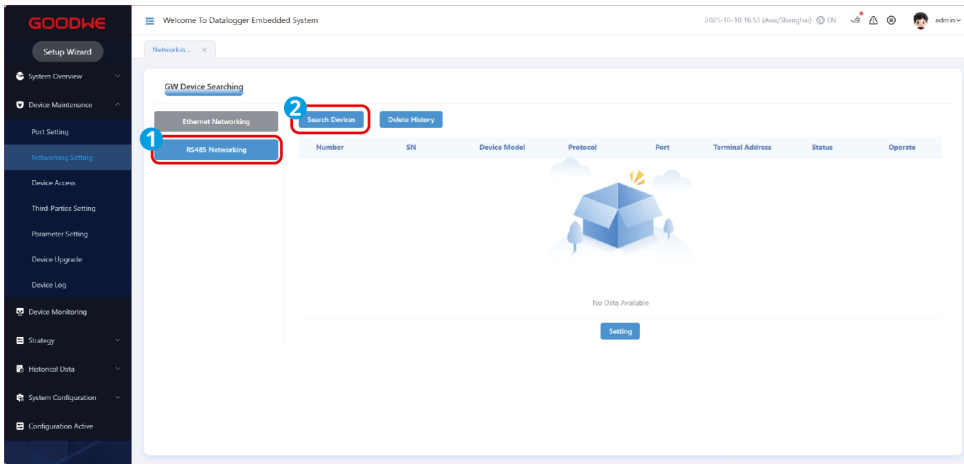 GOODWE
Welcome To Datalogger Embedded System
2025-10-10 16:53 (Asia/Shanghai)
EN
admin
Setup Wizard
Networkin... ×
System Overview
Device Maintenance
Port Setting
Networking Setting
Device Access
Third-Parties Setting
Parameter Setting
Device Upgrade
Device Log
Device Monitoring
Strategy
Historical Data
System Configuration
Configuration Active
GW Device Searching
Ethernet Networking
1
RS485 Networking
2
Search Devices
Delete History
Number SN Device Model Protocol Port Terminal Address Status Operate
No Data Available
Setting